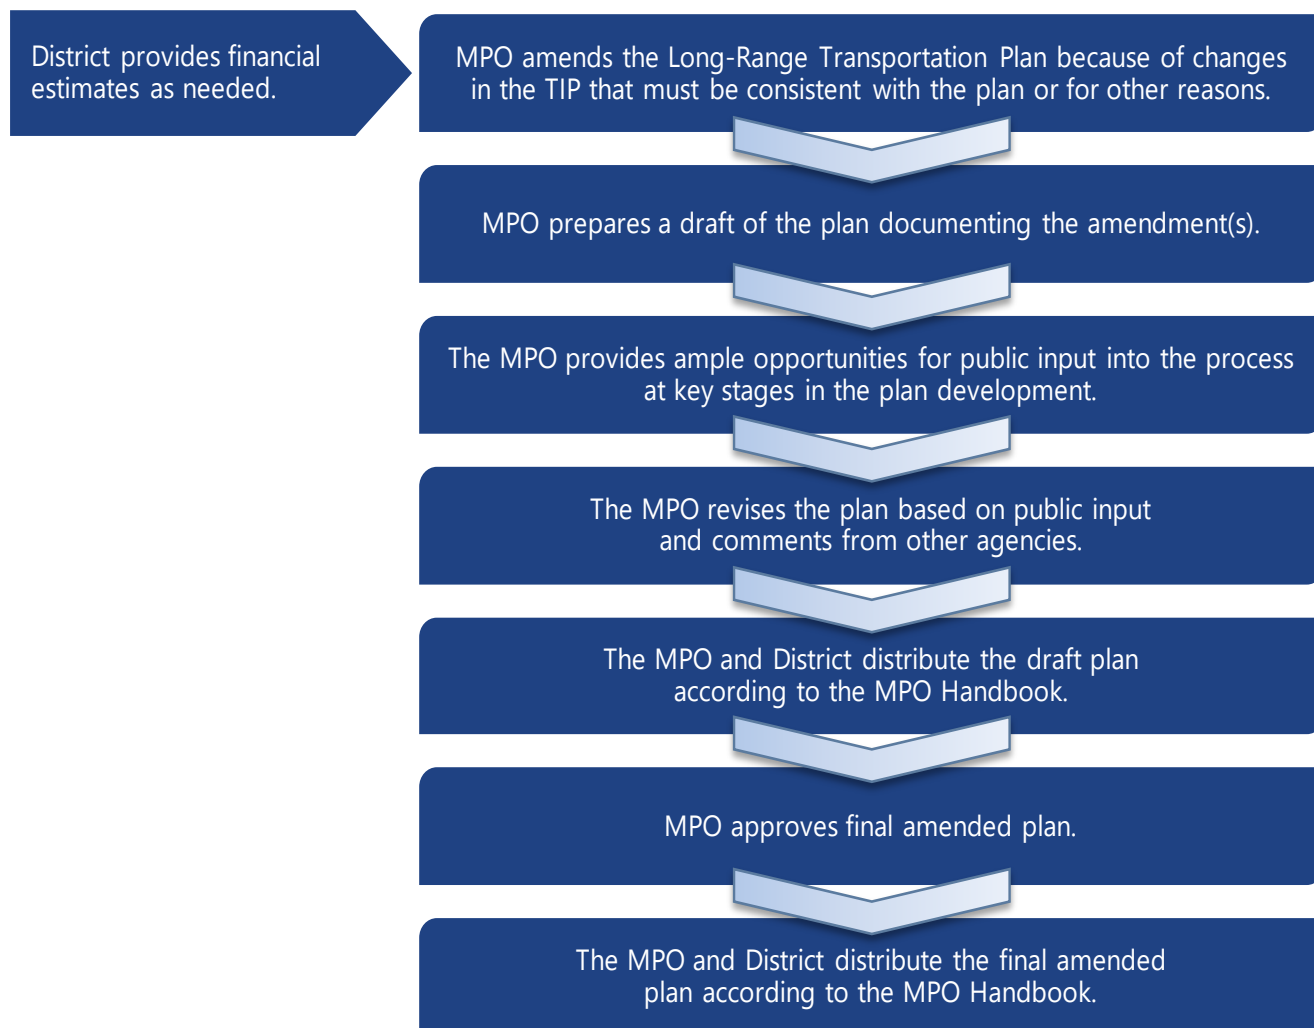 District provides financial
estimates as needed.
MPO amends the Long-Range Transportation Plan because of changes
in the TIP that must be consistent with the plan or for other reasons.
MPO prepares a draft of the plan documenting the amendment(s).
The MPO provides ample opportunities for public input into the process
at key stages in the plan development.
The MPO revises the plan based on public input
and comments from other agencies.
The MPO and District distribute the draft plan
according to the MPO Handbook.
MPO approves final amended plan.
The MPO and District distribute the final amended
plan according to the MPO Handbook.